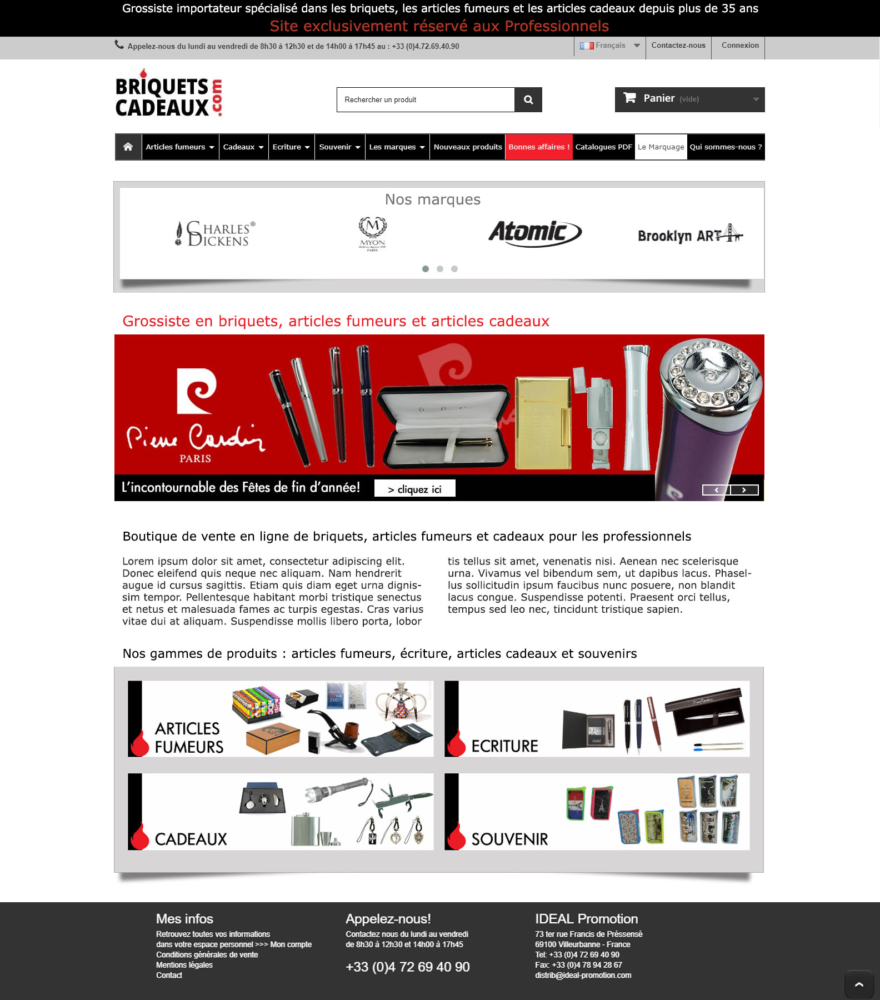 Grossiste importateur spécialisé dans les briquets, les articles fumeurs et les articles cadeaux depuis plus de 35 ans
Site exclusivement réservé aux Professionnels
Appelez-nous du lundi au vendredi de 8h30 à 12h30 et de 14h00 à 17h45 au : +33 (0)4.72.69.40.90
Français
Contactez-nous
Connexion
BRIQUETS
CADEAUX
.com
Rechercher un produit
Panier (vide)
Articles fumeurs
Cadeaux
Ecriture
Souvenir
Les marques
Nouveaux produits
Bonnes affaires !
Catalogues PDF
Le Marquage
Qui sommes-nous ?
Nos marques
CHARLES®
DICKENS
M
MYON
PARIS
Atomic
Brooklyn ART
Grossiste en briquets, articles fumeurs et articles cadeaux
Pierre Cardin
PARIS
L'incontournable des Fêtes de fin d'année!
> cliquez ici
Boutique de vente en ligne de briquets, articles fumeurs et cadeaux pour les professionnels
Lorem ipsum dolor sit amet, consectetur adipiscing elit.
Donec eleifend quis neque nec aliquam. Nam hendrerit
augue id cursus sagittis. Etiam quis diam eget urna dignis-
sim tempor. Pellentesque habitant morbi tristique senectus
et netus et malesuada fames ac turpis egestas. Cras varius
vitae dui at aliquam. Suspendisse mollis libero porta, lobor
tis tellus sit amet, venenatis nisi. Aenean nec scelerisque
urna. Vivamus vel bibendum sem, ut dapibus lacus. Phasel-
lus sollicitudin ipsum faucibus nunc posuere, non blandit
lacus congue. Suspendisse potenti. Praesent orci tellus,
tempus sed leo nec, tincidunt tristique sapien.
Nos gammes de produits : articles fumeurs, écriture, articles cadeaux et souvenirs
ARTICLES
FUMEURS
250
ECRITURE
Pierre Cardin
CADEAUX
SOUVENIR
Mes infos
Retrouvez toutes vos informations
dans votre espace personnel >>> Mon compte
Conditions générales de vente
Mentions légales
Contact
Appelez-nous!
Contactez nous du lundi au vendredi
de 8h30 à 12h30 et 14h00 à 17h45
+33 (0)4 72 69 40 90
IDEAL Promotion
73 ter rue Francis de Préssensé
69100 Villeurbanne - France
Tel: +33 (0)4 72 69 40 90
Fax: +33 (0)4 78 94 28 67
distrib@ideal-promotion.com